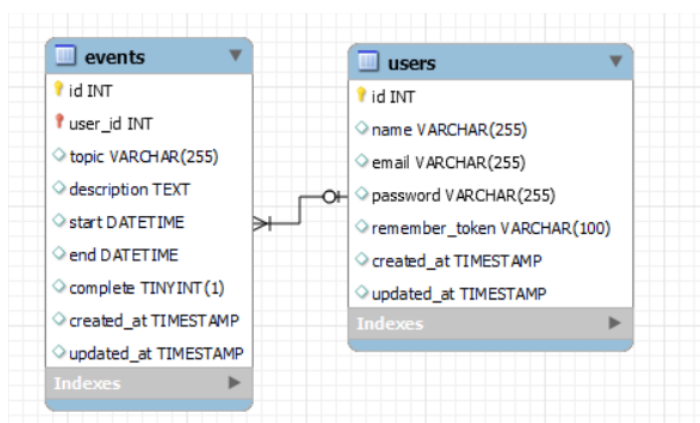 events
id INT
user_id INT
topic VARCHAR(255)
description TEXT
start DATETIME
end DATETIME
complete TINYINT(1)
created_at TIMESTAMP
updated_at TIMESTAMP
Indexes
users
id INT
name VARCHAR(255)
email VARCHAR(255)
password VARCHAR(255)
remember_token VARCHAR(100)
created_at TIMESTAMP
updated_at TIMESTAMP
Indexes